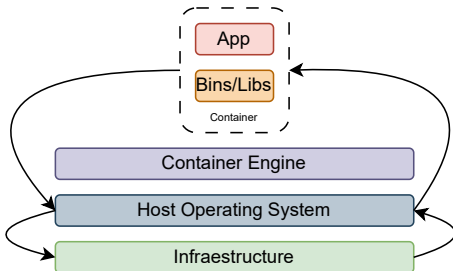 App
Bins/Libs
Container
Container Engine
Host Operating System
Infraestructure